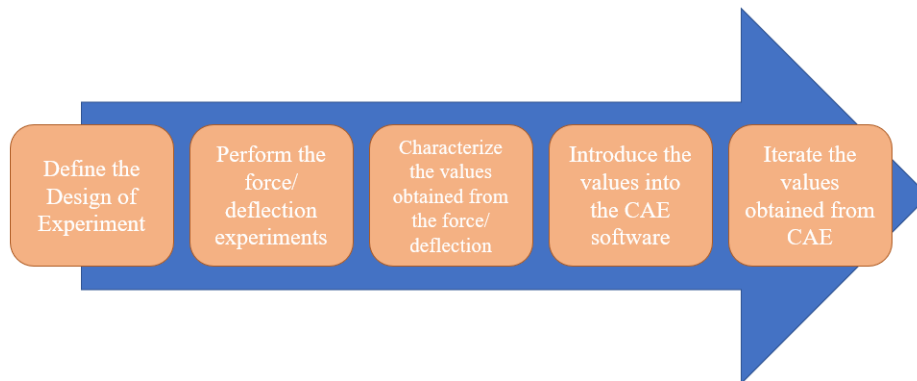 Define the
Design of
Experiment
Perform the
force/
deflection
experiments
Characterize
the values
obtained from
the force/
deflection
Introduce the
values into
the CAE
software
Iterate the
values
obtained from
CAE